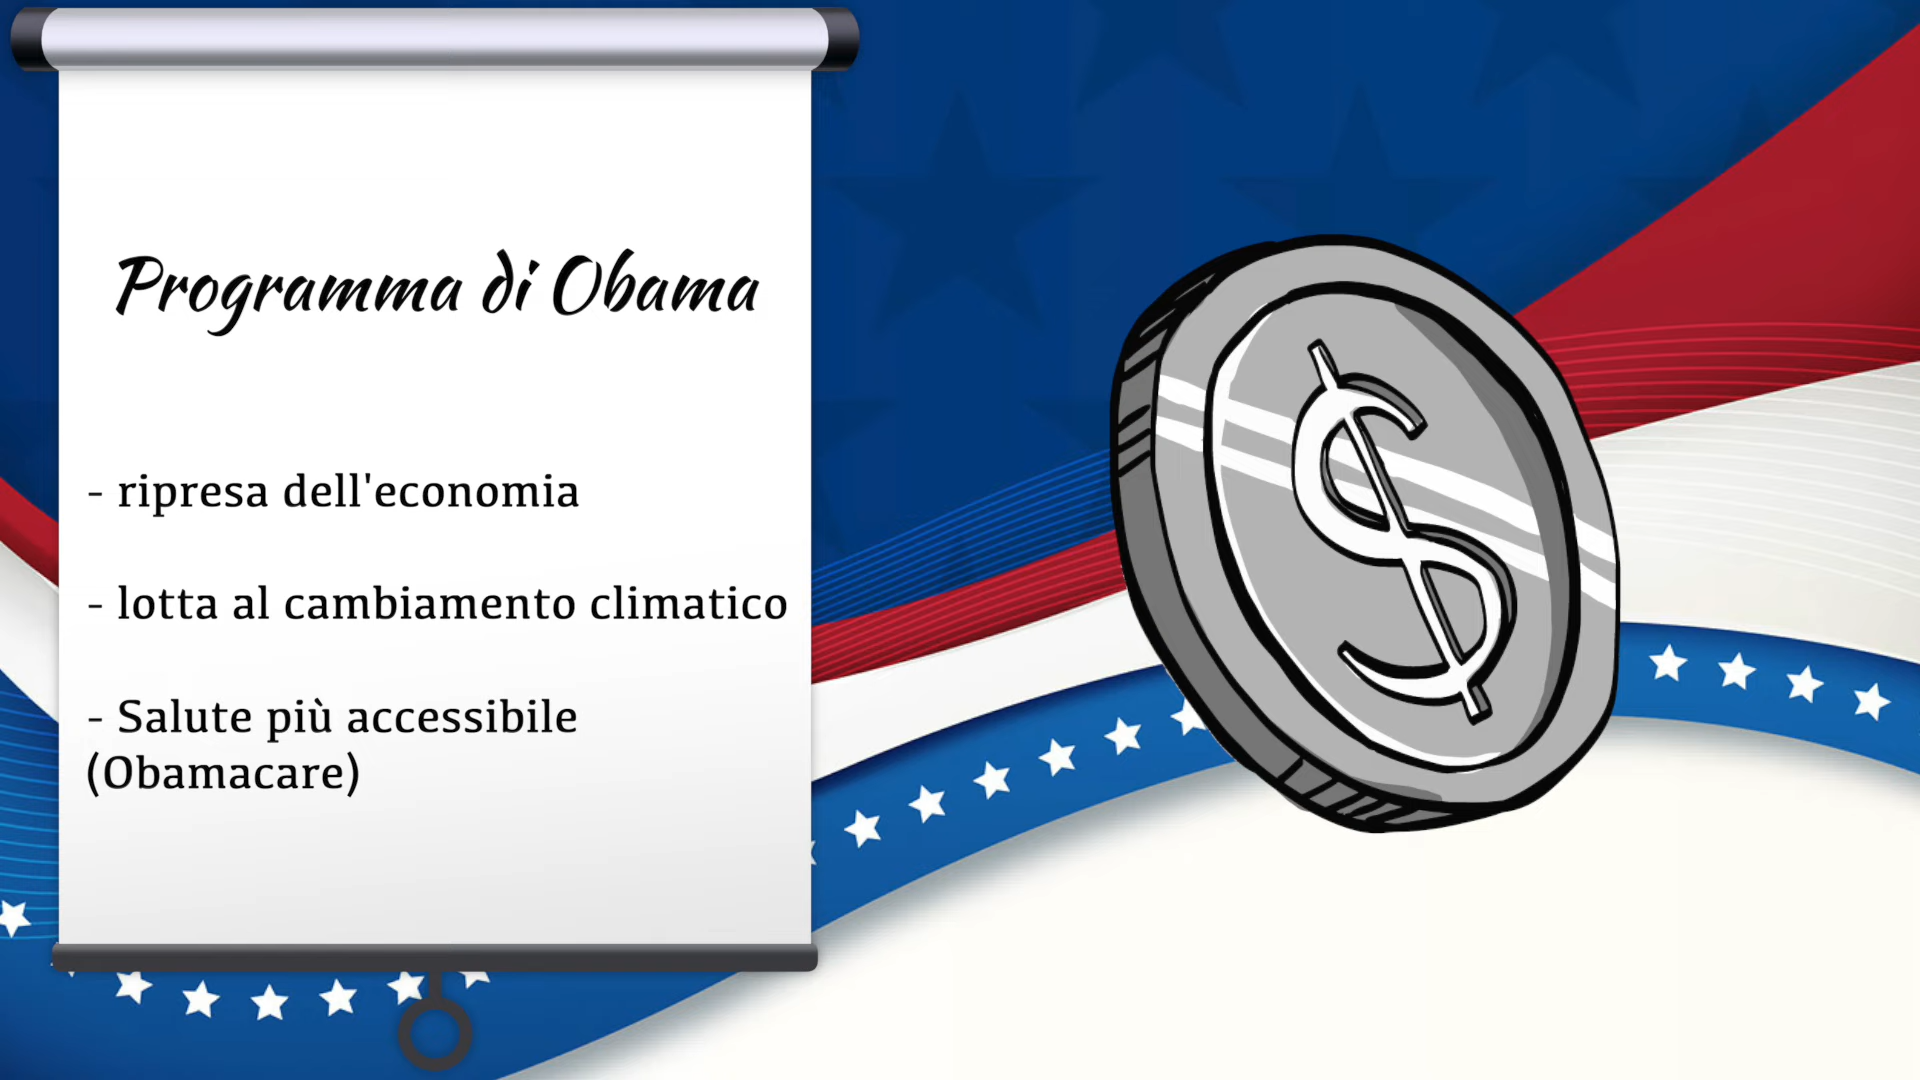 Programma di Obama
- ripresa dell'economia
- lotta al cambiamento climatico
- Salute più accessibile
(Obamacare)
$